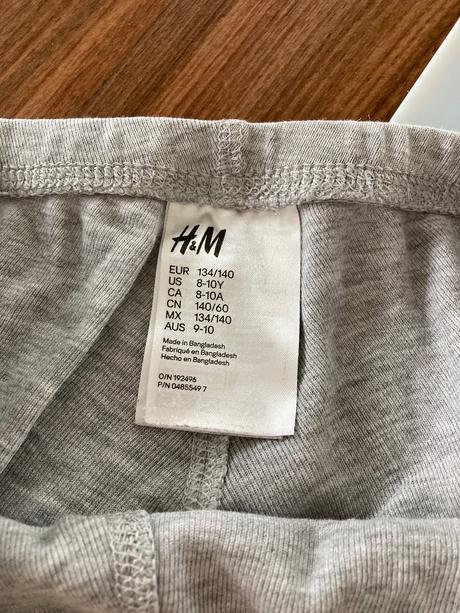 H&M
EUR 134/140
US 8-10Y
CA 8-10A
CN 140/60
MX 134/140
AUS 9-10
Made in Bangladesh
Fabriqué en Bangladesh
Hecho en Bangladesh
O/N 192496
P/N 0485549 7